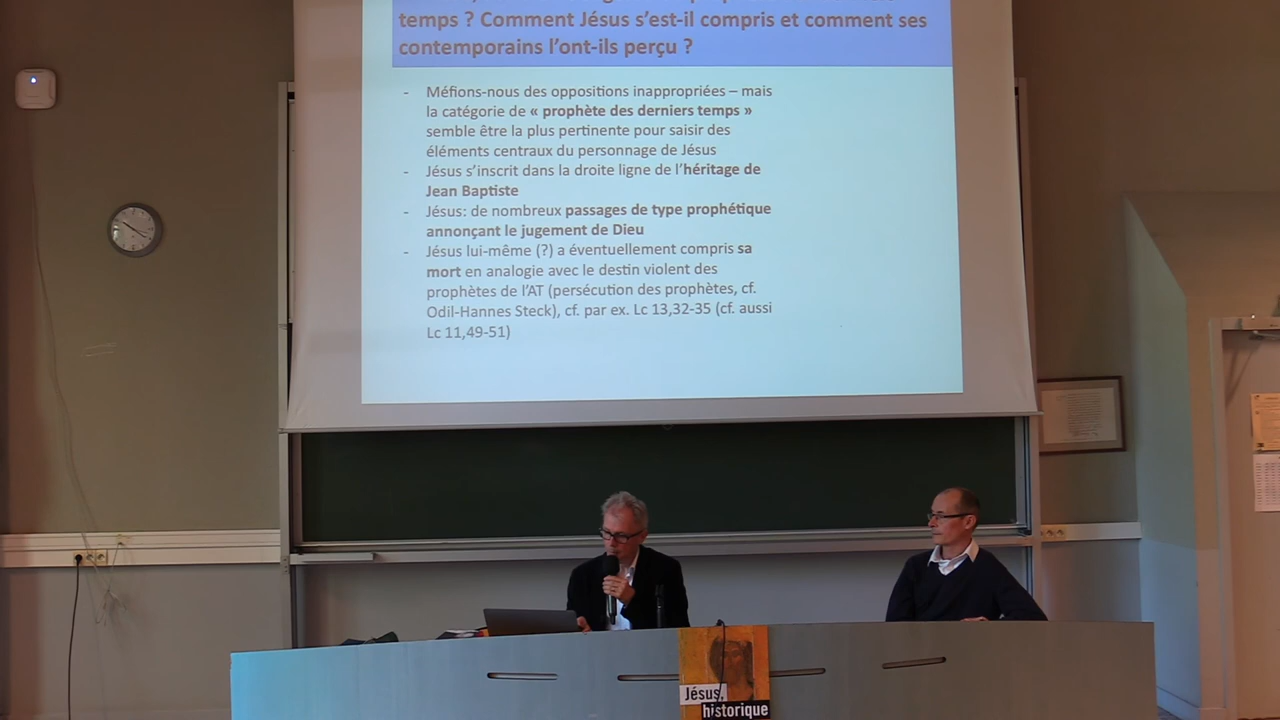 temps ? Comment Jésus s’est-il compris et comment ses
contemporains l’ont-ils perçu ?
- Méfions-nous des oppositions inappropriées – mais
la catégorie de « prophète des derniers temps »
semble être la plus pertinente pour saisir des
éléments centraux du personnage de Jésus
- Jésus s’inscrit dans la droite ligne de l’héritage de
Jean Baptiste
- Jésus: de nombreux passages de type prophétique
annonçant le jugement de Dieu
- Jésus lui-même (?) a éventuellement compris sa
mort en analogie avec le destin violent des
prophètes de l’AT (persécution des prophètes, cf.
Odil-Hannes Steck), cf. par ex. Lc 13,32-35 (cf. aussi
Lc 11,49-51)
Jésus,
historique